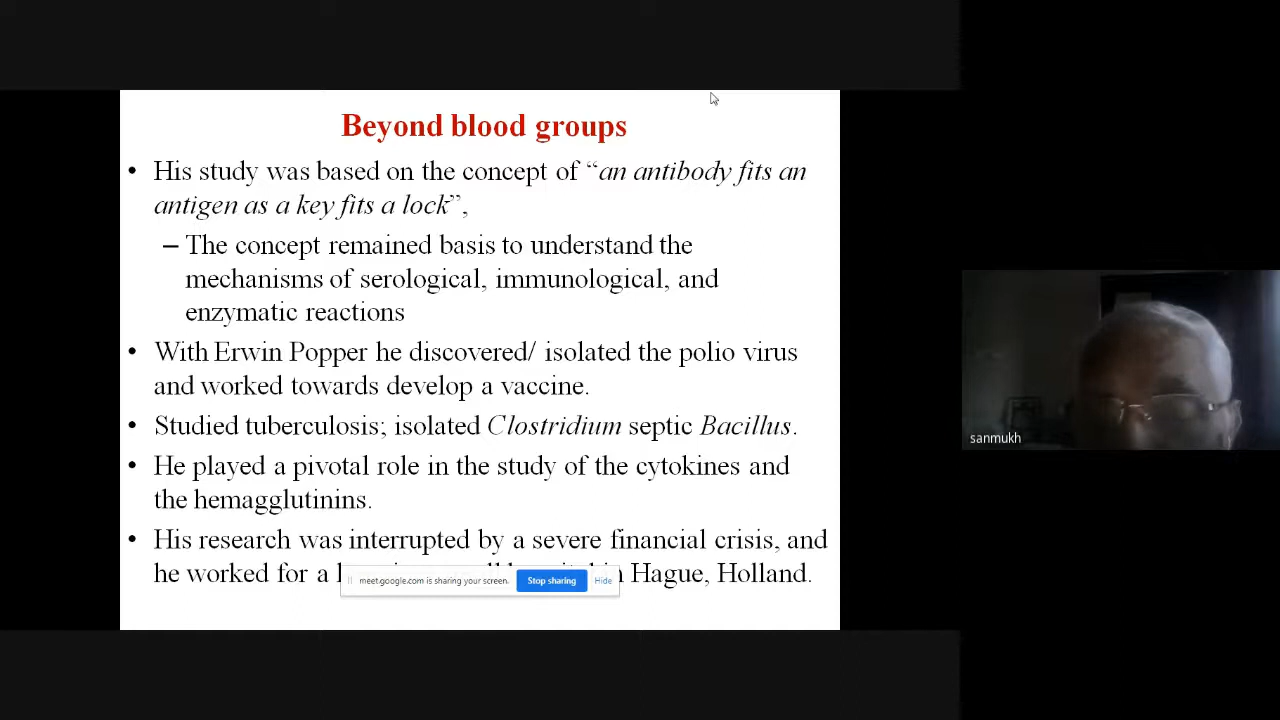 Beyond blood groups
• His study was based on the concept of “an antibody fits an
antigen as a key fits a lock”,
– The concept remained basis to understand the
mechanisms of serological, immunological, and
enzymatic reactions
• With Erwin Popper he discovered/ isolated the polio virus
and worked towards develop a vaccine.
• Studied tuberculosis; isolated Clostridium septic Bacillus.
• He played a pivotal role in the study of the cytokines and
the hemagglutinins.
• His research was interrupted by a severe financial crisis, and
he worked for a in Hague, Holland.
meet.google.com is sharing your screen. Stop sharing Hide
sanmukh